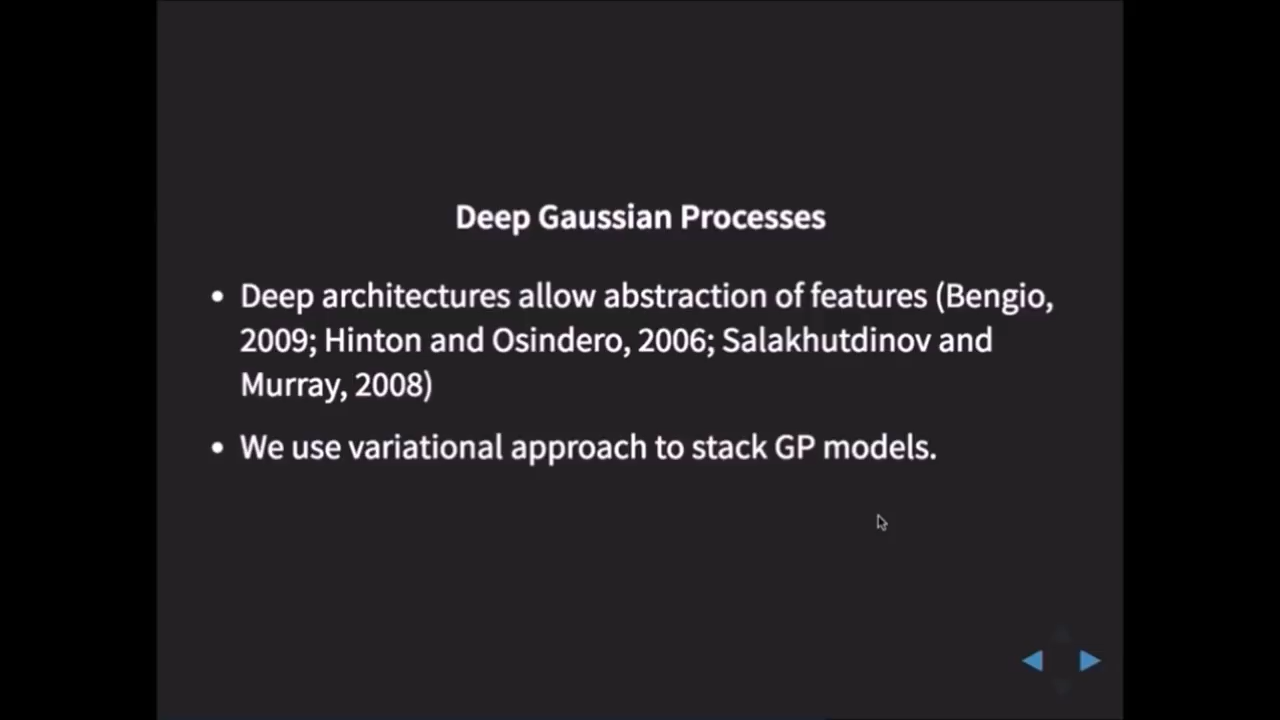 Deep Gaussian Processes
• Deep architectures allow abstraction of features (Bengio,
2009; Hinton and Osindero, 2006; Salakhutdinov and
Murray, 2008)
• We use variational approach to stack GP models.